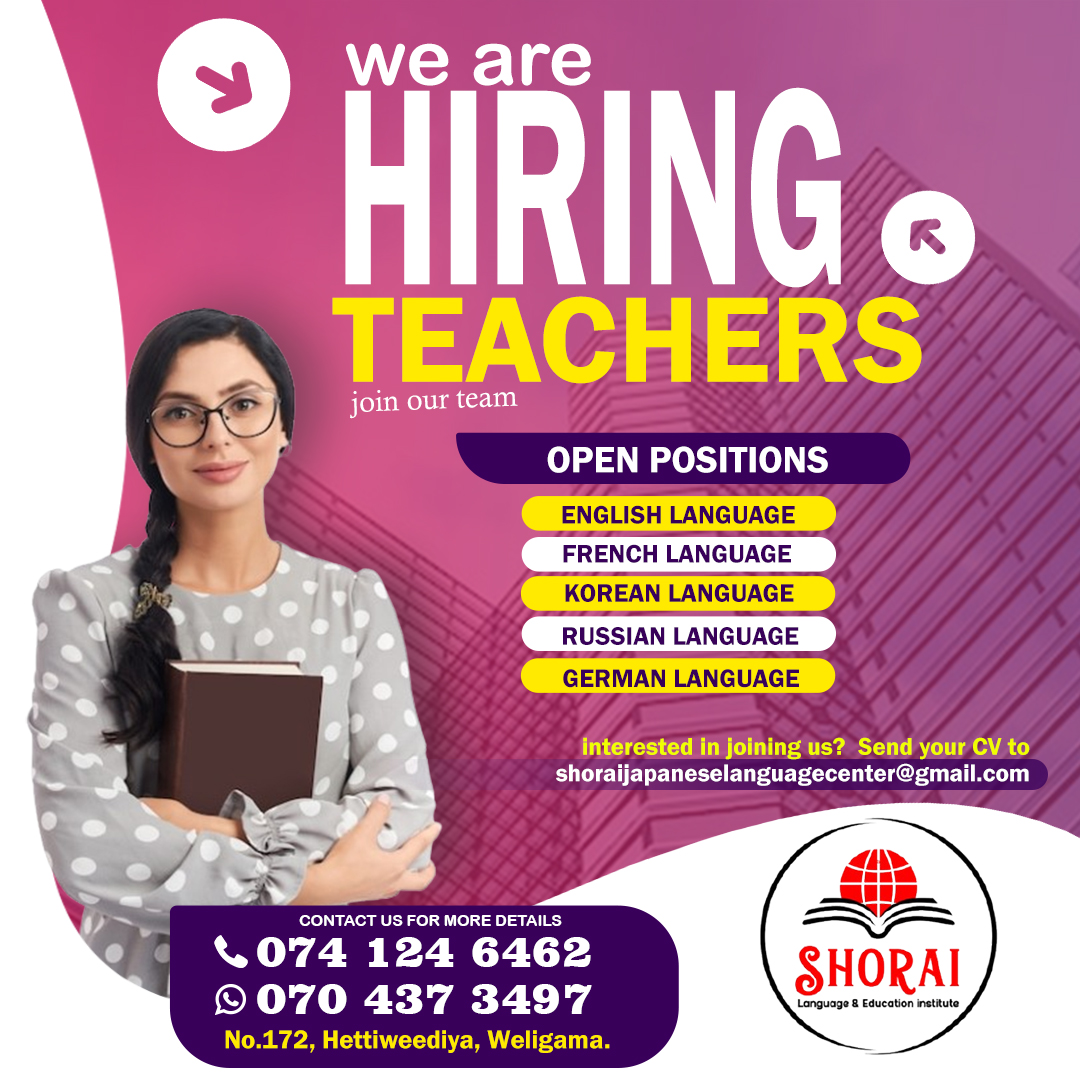 we are
HIRING
TEACHERS
join our team
OPEN POSITIONS
ENGLISH LANGUAGE
FRENCH LANGUAGE
KOREAN LANGUAGE
RUSSIAN LANGUAGE
GERMAN LANGUAGE
interested in joining us? Send your CV to
shoraijapaneselanguagecenter@gmail.com
CONTACT US FOR MORE DETAILS
074 124 6462
070 437 3497
No.172, Hettiweediya, Weligama.
SHORAI
Language & Education institute